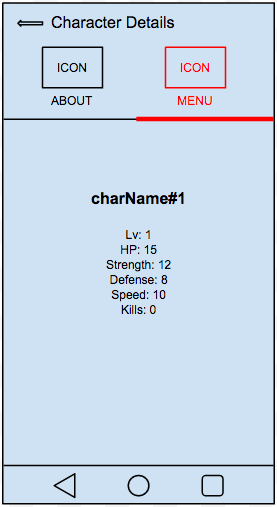 Character Details
ICON
ICON
ABOUT
MENU
charName#1
Lv: 1
HP: 15
Strength: 12
Defense: 8
Speed: 10
Kills: 0